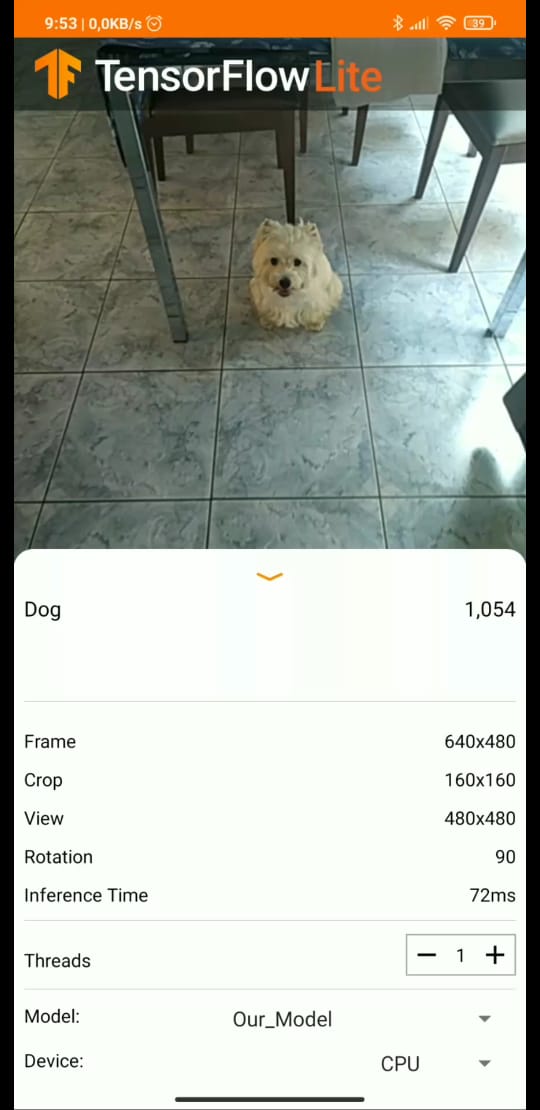 9:53 | 0,0KB/s
39
TensorFlow Lite
Dog 1,054
Frame 640x480
Crop 160x160
View 480x480
Rotation 90
Inference Time 72ms
Threads − 1 +
Model: Our_Model
Device: CPU